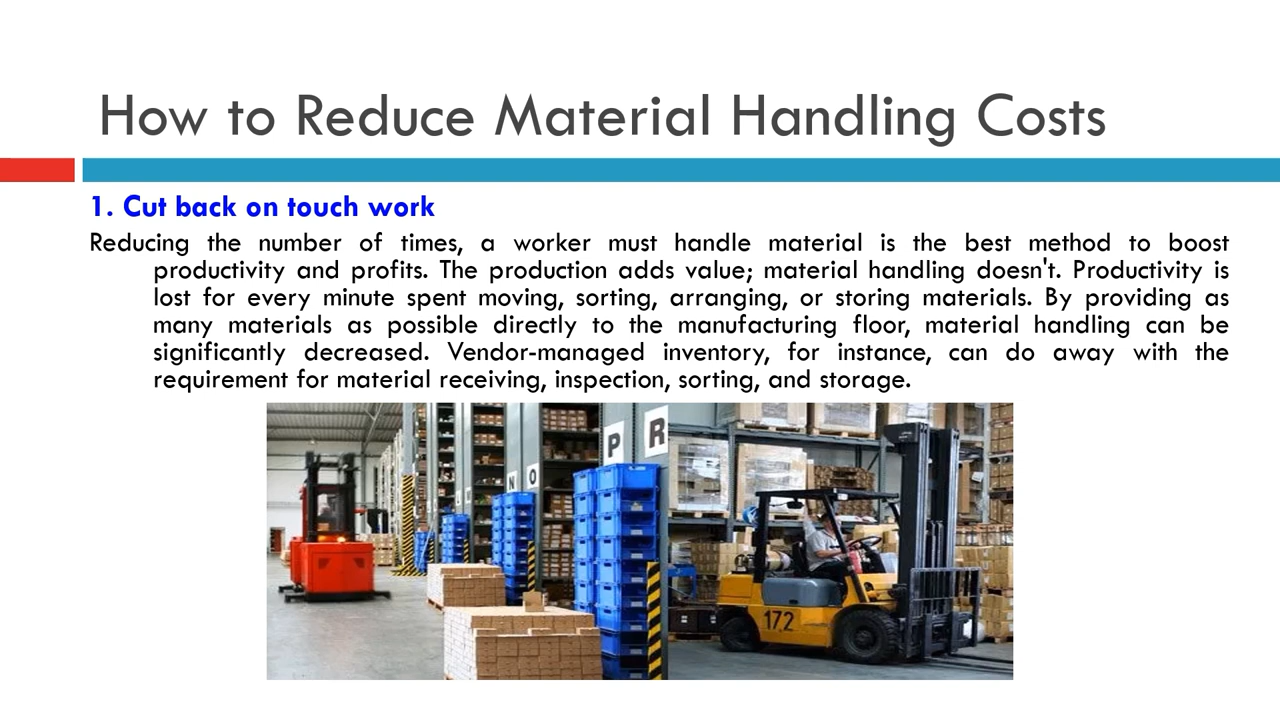 How to Reduce Material Handling Costs
1. Cut back on touch work
Reducing the number of times, a worker must handle material is the best method to boost
productivity and profits. The production adds value; material handling doesn't. Productivity is
lost for every minute spent moving, sorting, arranging, or storing materials. By providing as
many materials as possible directly to the manufacturing floor, material handling can be
significantly decreased. Vendor-managed inventory, for instance, can do away with the
requirement for material receiving, inspection, sorting, and storage.
N
O
P
R
172